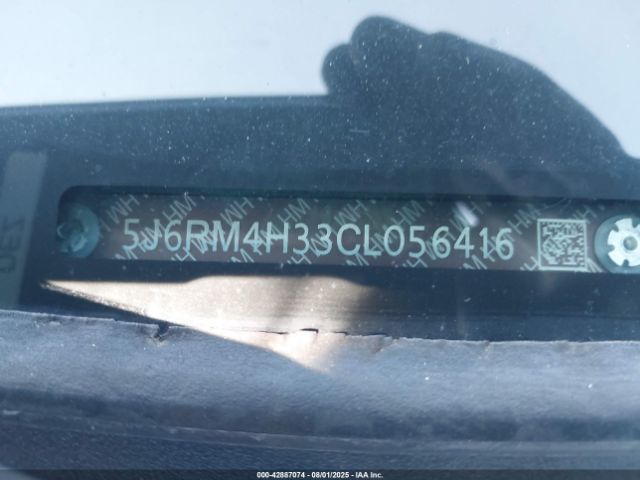 5J6RM4H33CL056416
000-42887074 | 08/01/2025 | IAA Inc.